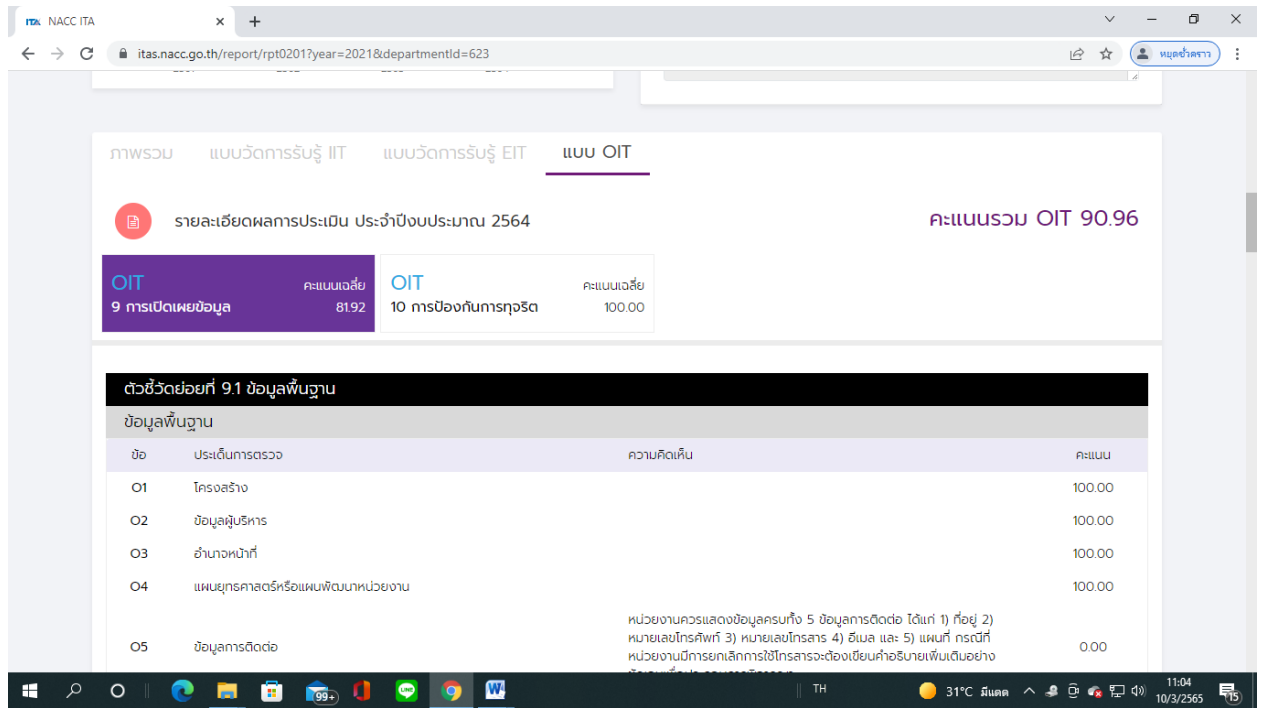 ITA NACC ITA
itas.nacc.go.th/report/rpt0201?year=2021&departmentId=623
หยุดชั่วคราว
ภาพรวม แบบวัดการรับรู้ IIT แบบวัดการรับรู้ EIT แบบ OIT
รายละเอียดผลการประเมิน ประจำปีงบประมาณ 2564
คะแนนรวม OIT 90.96
OIT คะแนนเฉลี่ย
9 การเปิดเผยข้อมูล 81.92
OIT คะแนนเฉลี่ย
10 การป้องกันการทุจริต 100.00
ตัวชี้วัดย่อยที่ 9.1 ข้อมูลพื้นฐาน
ข้อมูลพื้นฐาน
ข้อ ประเด็นการตรวจ ความคิดเห็น คะแนน
O1 โครงสร้าง 100.00
O2 ข้อมูลผู้บริหาร 100.00
O3 อำนาจหน้าที่ 100.00
O4 แผนยุทธศาสตร์หรือแผนพัฒนาหน่วยงาน 100.00
หน่วยงานควรแสดงข้อมูลครบทั้ง 5 ข้อมูลการติดต่อ ได้แก่ 1) ที่อยู่ 2)
หมายเลขโทรศัพท์ 3) หมายเลขโทรสาร 4) อีเมล และ 5) แผนที่ กรณีที่
O5 ข้อมูลการติดต่อ 0.00
หน่วยงานมีการยกเลิกการใช้โทรสารจะต้องเขียนคำอธิบายเพิ่มเติมอย่าง
99+
TH
31°C มีแดด
11:04
10/3/2565
15